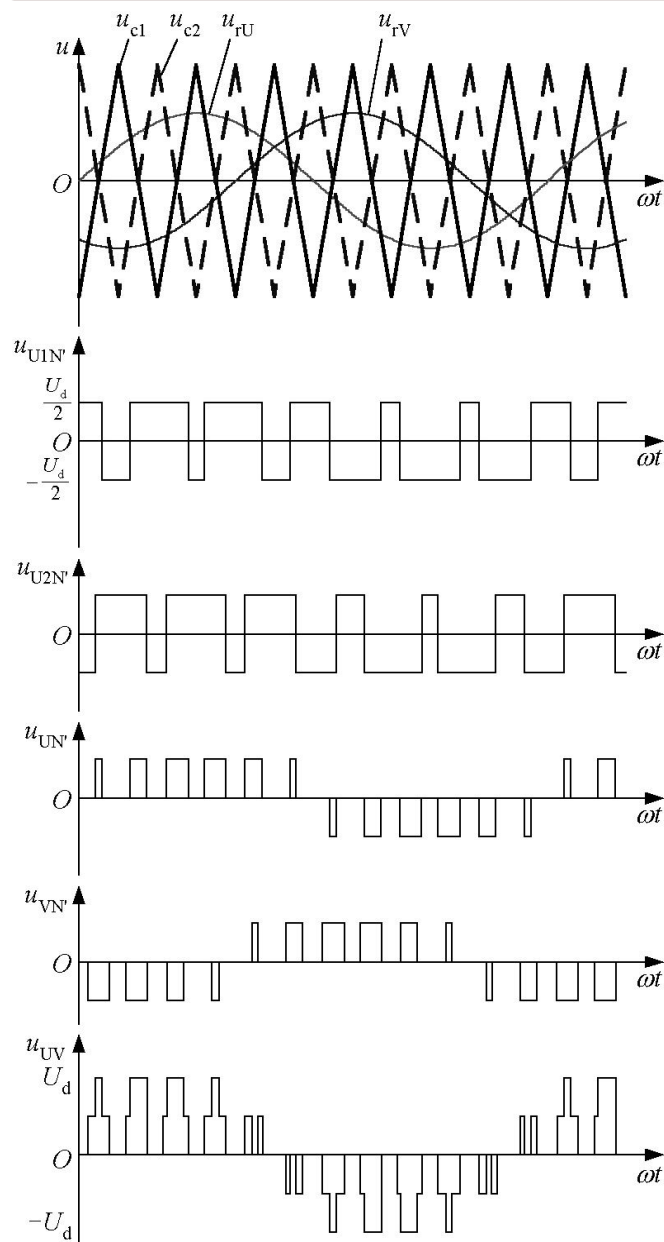 u u_c1 u_c2 u_rU u_rV
O ωt
u_U1N'
U_d/2
O
-U_d/2 ωt
u_U2N'
O ωt
u_UN'
O ωt
u_VN'
O ωt
u_UV
U_d
O ωt
-U_d